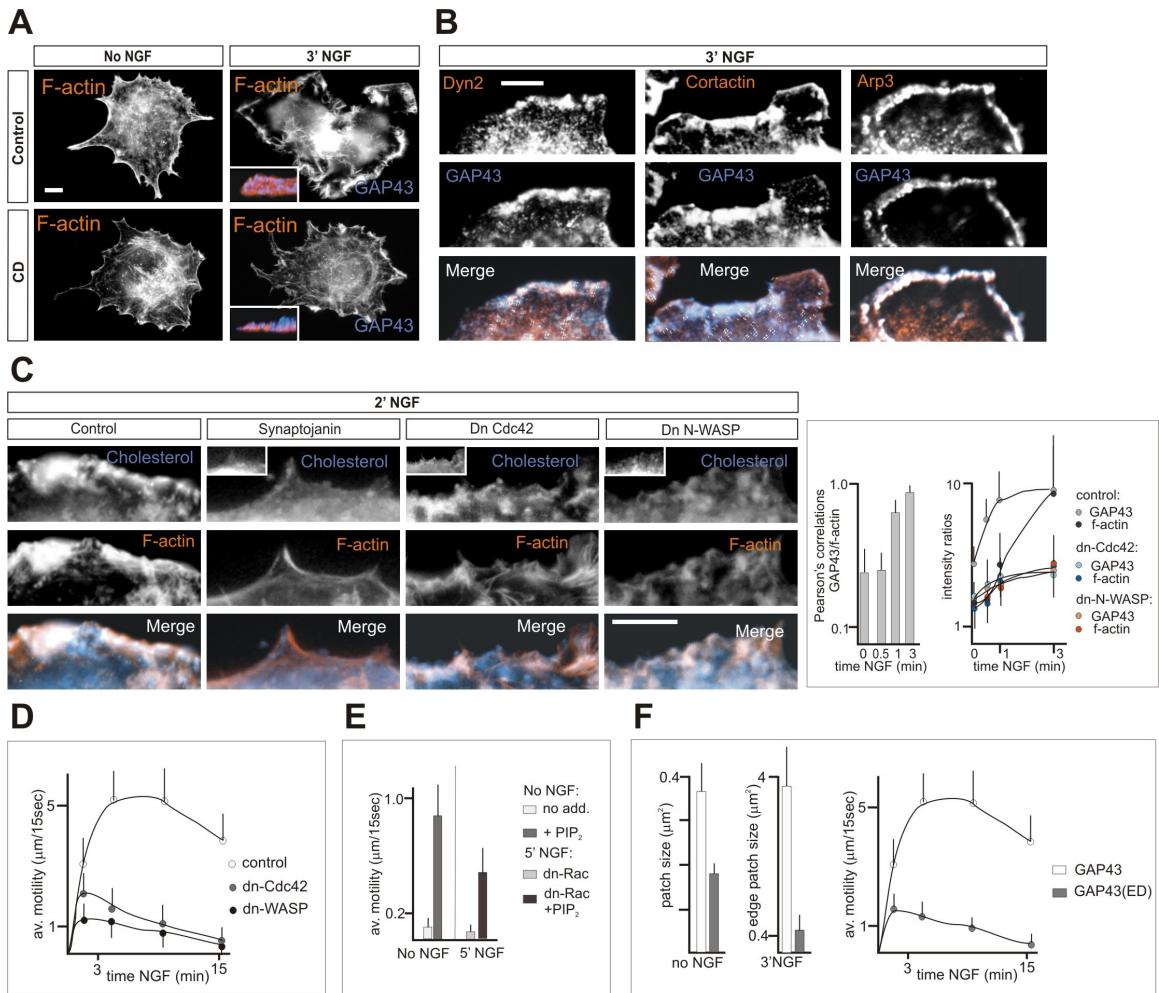 A
No NGF
3' NGF
Control
F-actin
F-actin
GAP43
CD
F-actin
F-actin
GAP43
B
3' NGF
Dyn2
Cortactin
Arp3
GAP43
GAP43
GAP43
Merge
Merge
Merge
C
2' NGF
Control
Synaptojanin
Dn Cdc42
Dn N-WASP
Cholesterol
Cholesterol
Cholesterol
Cholesterol
F-actin
F-actin
F-actin
F-actin
Merge
Merge
Merge
Merge
Pearson's correlations
GAP43/f-actin
1.0
0.1
0 0.5 1 3
time NGF (min)
intensity ratios
10
1
0 1 3
time NGF (min)
control:
GAP43
f-actin
dn-Cdc42:
GAP43
f-actin
dn-N-WASP:
GAP43
f-actin
D
av. motility (μm/15sec)
5
1
3 15
time NGF (min)
control
dn-Cdc42
dn-WASP
E
av. motility (μm/15sec)
1.0
0.2
No NGF 5' NGF
No NGF:
no add.
+ PIP2
5' NGF:
dn-Rac
dn-Rac
+PIP2
F
patch size (μm²)
0.4
no NGF
edge patch size (μm²)
4
0.4
3'NGF
av. motility (μm/15sec)
5
1
3 15
time NGF (min)
GAP43
GAP43(ED)